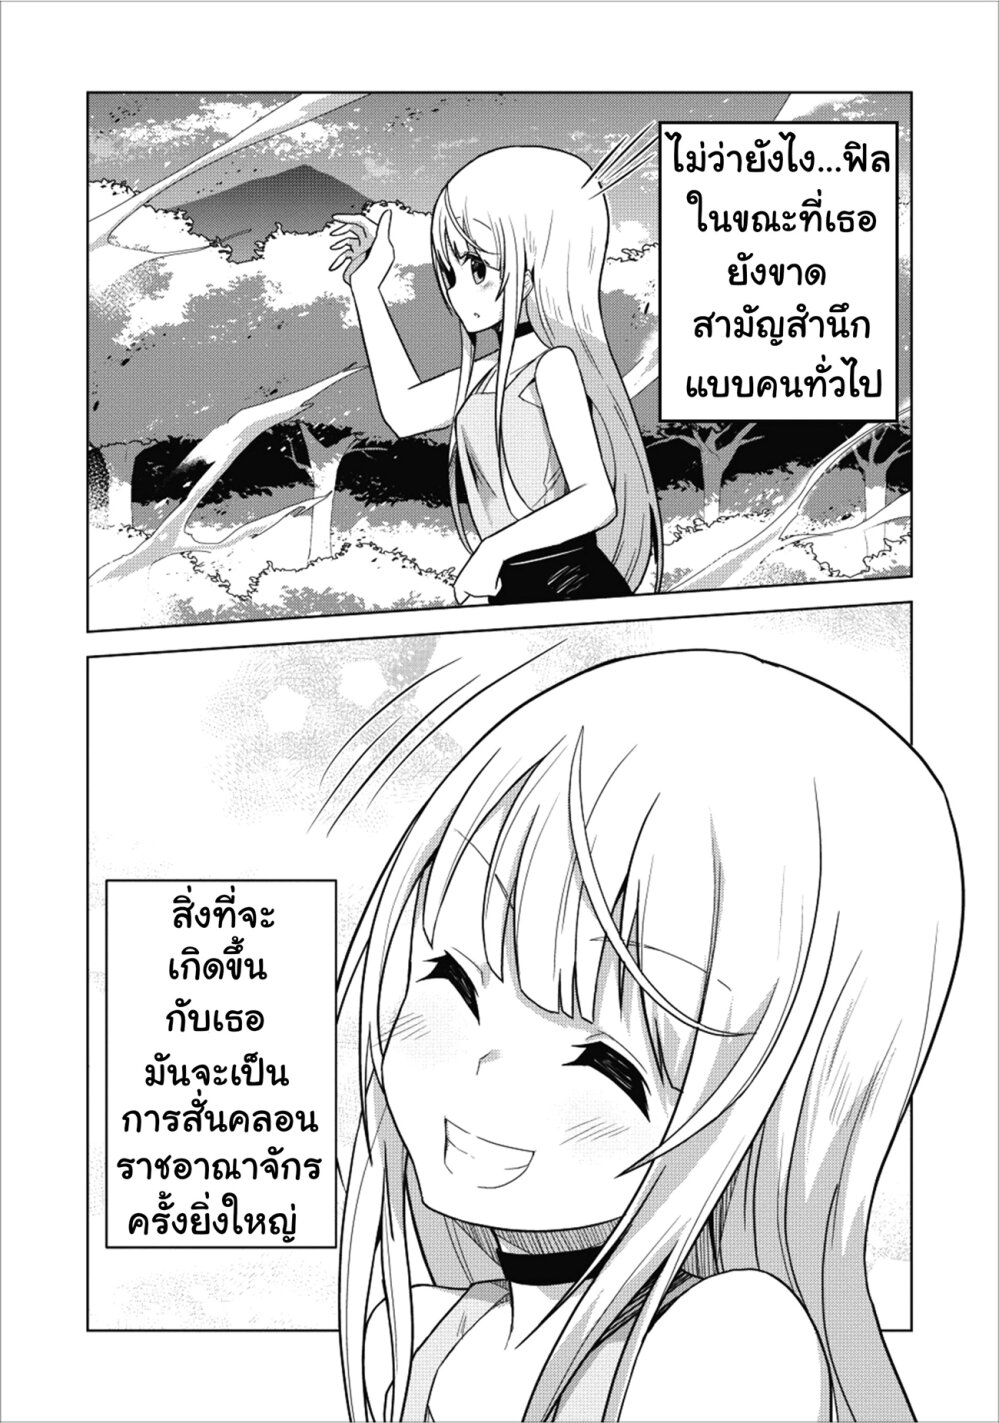 ไม่ว่ายังไง...ฟิล
ในขณะที่เธอ
ยังขาด
สามัญสำนึก
แบบคนทั่วไป
สิ่งที่จะ
เกิดขึ้น
กับเธอ
มันจะเป็น
การสั่นคลอน
ราชอาณาจักร
ครั้งยิ่งใหญ่